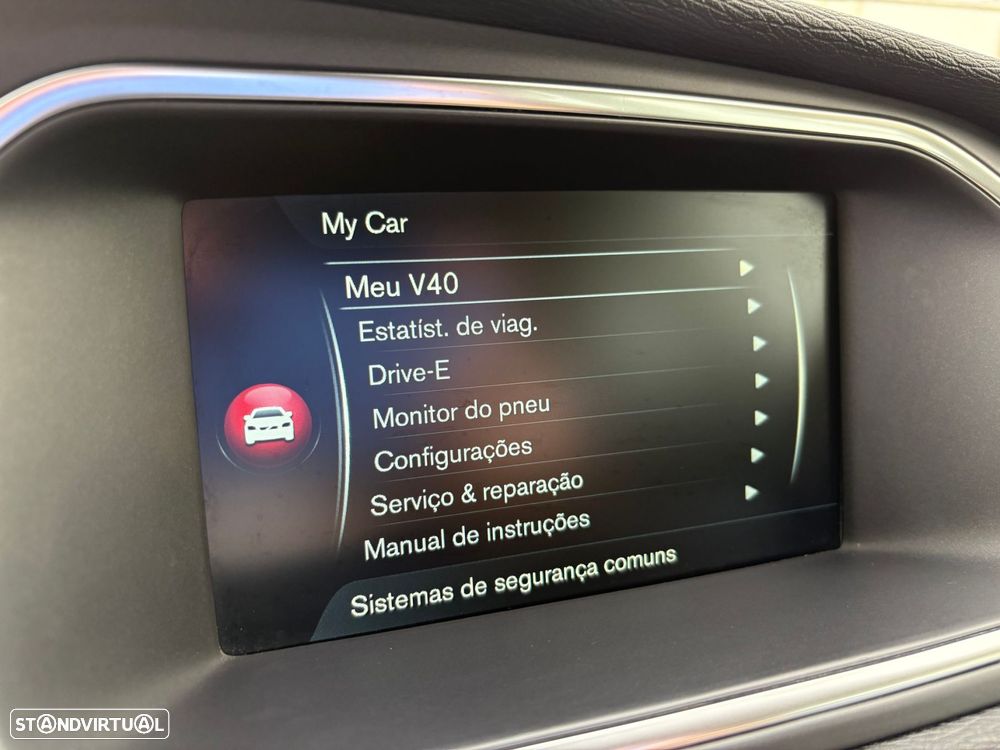 My Car
Meu V40
Estatíst. de viag.
Drive-E
Monitor do pneu
Configurações
Serviço & reparação
Manual de instruções
Sistemas de segurança comuns
STANDVIRTUAL